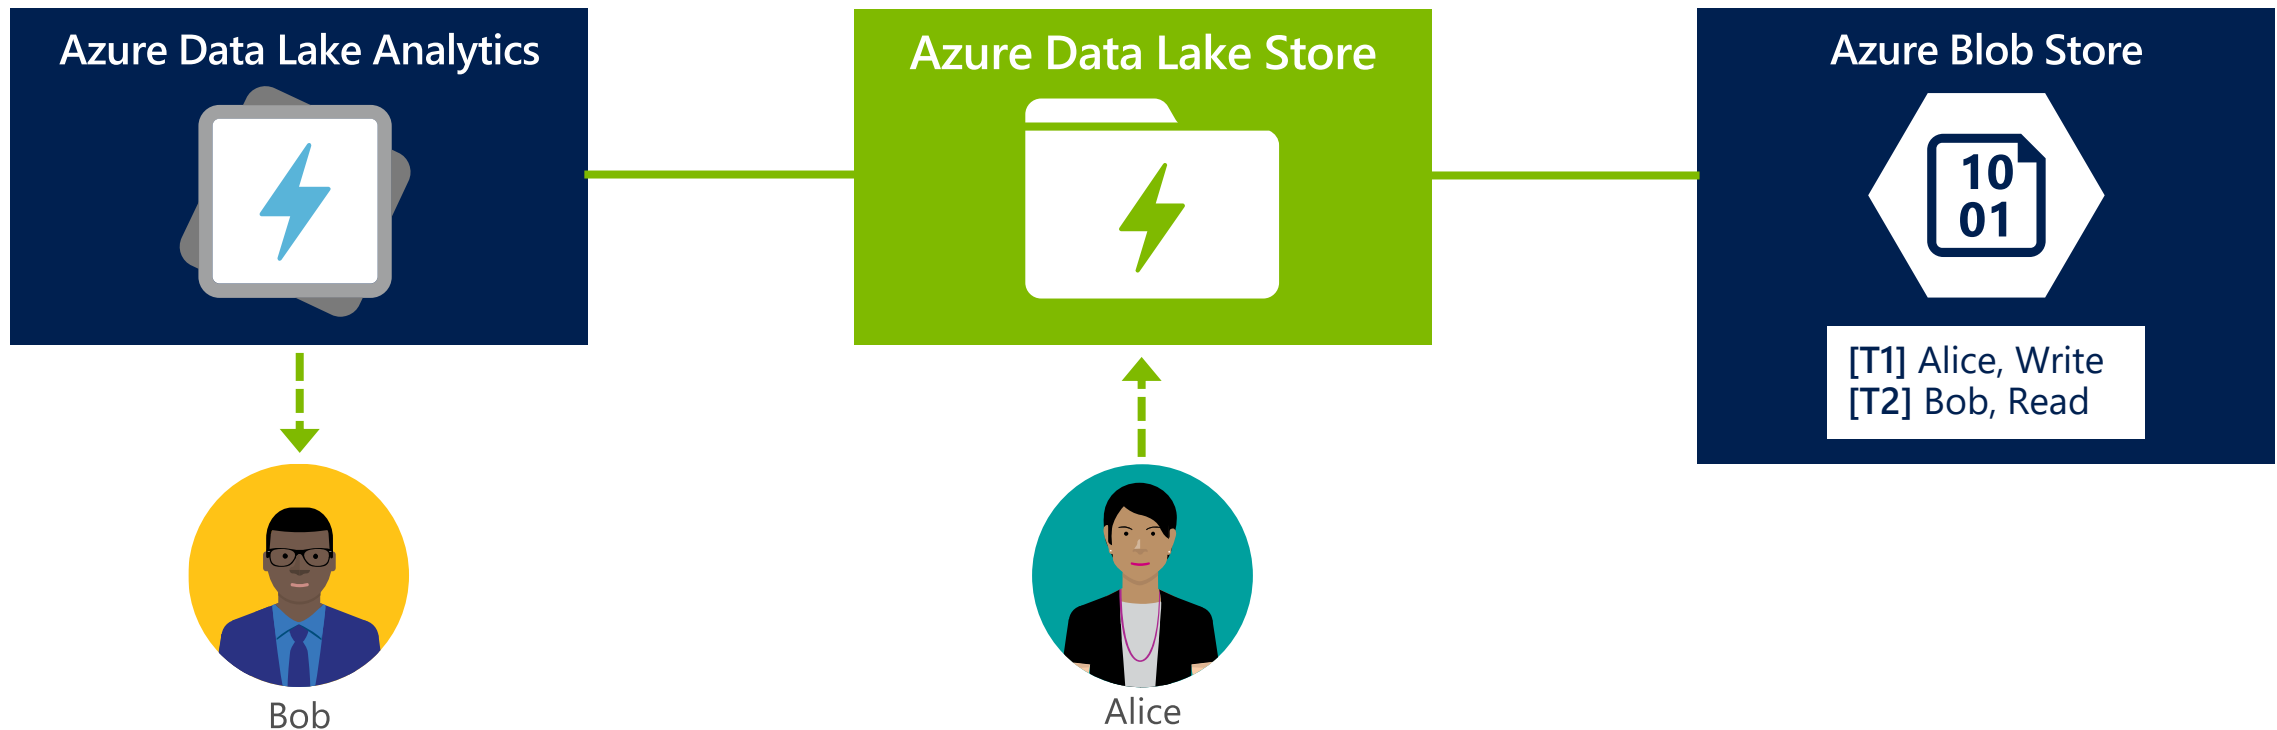 Azure Data Lake Analytics
Azure Data Lake Store
Azure Blob Store
10
01
[T1] Alice, Write
[T2] Bob, Read
Bob
Alice